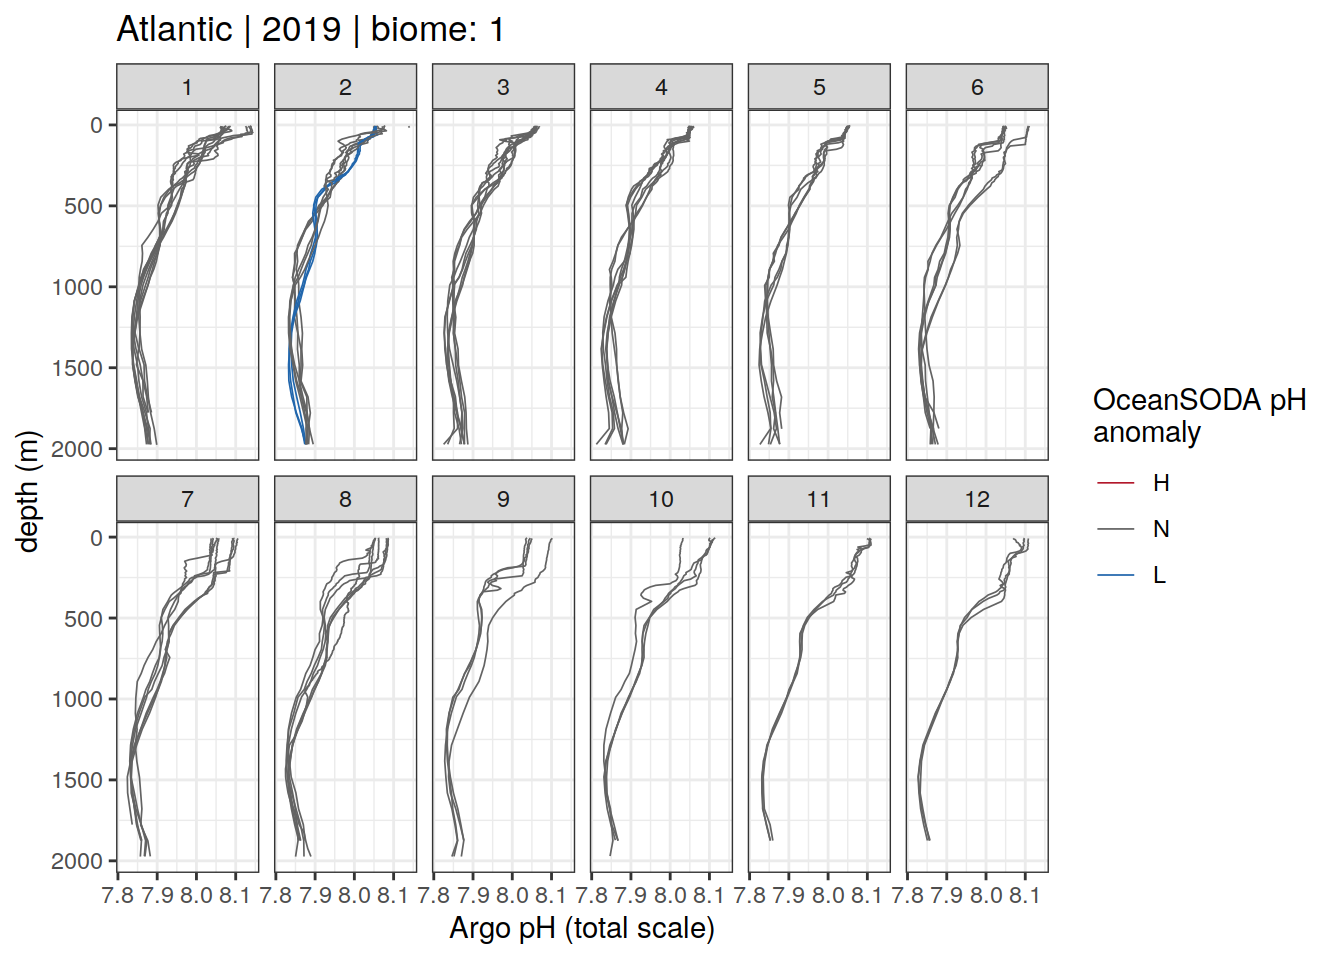 Atlantic | 2019 | biome: 1
1 2 3 4 5 6
0
500
1000
1500
2000
7 8 9 10 11 12
0
500
1000
1500
2000
7.8 7.9 8.0 8.1 7.8 7.9 8.0 8.1 7.8 7.9 8.0 8.1 7.8 7.9 8.0 8.1 7.8 7.9 8.0 8.1 7.8 7.9 8.0 8.1
Argo pH (total scale)
depth (m)
OceanSODA pH
anomaly
H
N
L